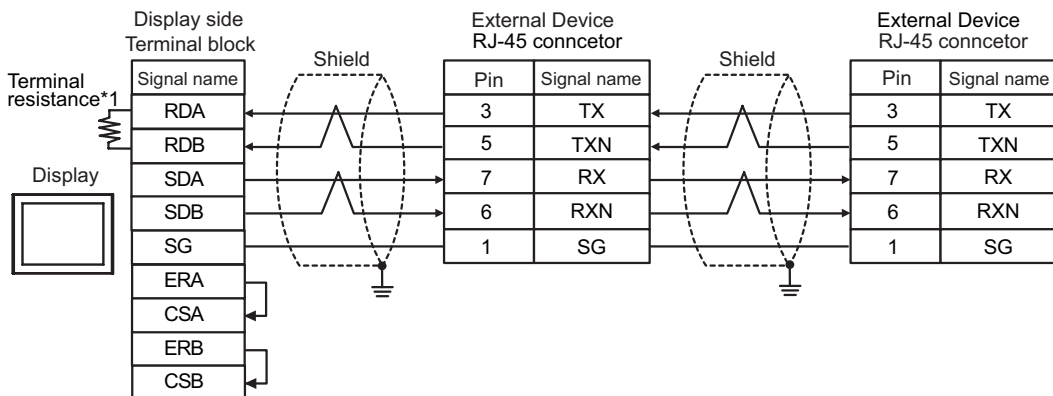 Display side
Terminal block
External Device
RJ-45 conncetor
External Device
RJ-45 conncetor
Shield
Shield
Terminal
resistance*1
Display
Signal name
RDA
RDB
SDA
SDB
SG
ERA
CSA
ERB
CSB
Pin Signal name
3 TX
5 TXN
7 RX
6 RXN
1 SG
Pin Signal name
3 TX
5 TXN
7 RX
6 RXN
1 SG